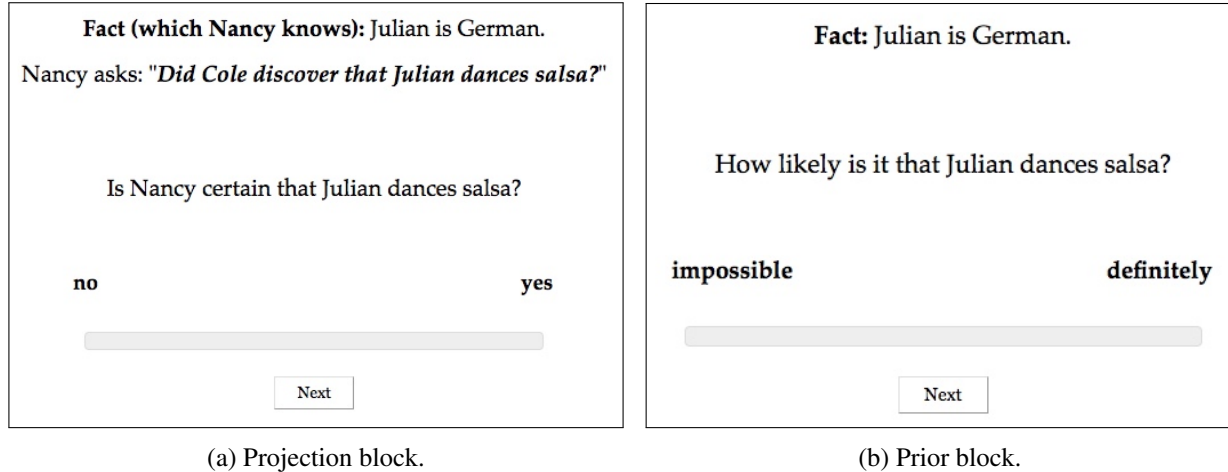 Fact (which Nancy knows): Julian is German.
Nancy asks: "Did Cole discover that Julian dances salsa?"
Is Nancy certain that Julian dances salsa?
no
yes
Next
(a) Projection block.
Fact: Julian is German.
How likely is it that Julian dances salsa?
impossible
definitely
Next
(b) Prior block.